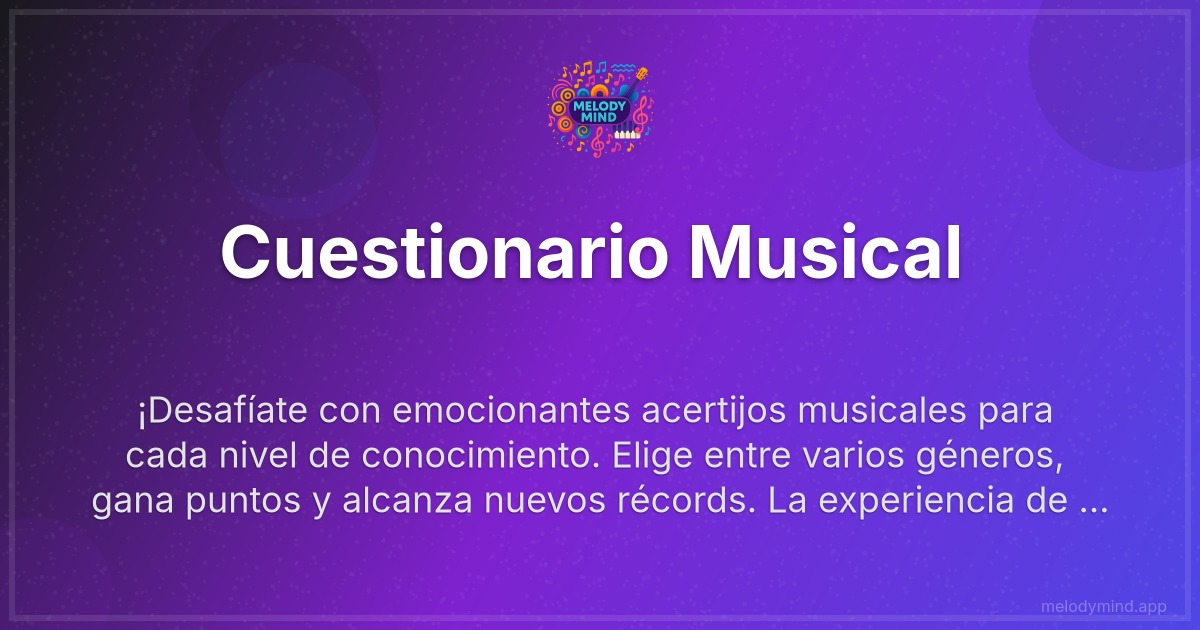 MELODY
MIND
Cuestionario Musical
¡Desafíate con emocionantes acertijos musicales para
cada nivel de conocimiento. Elige entre varios géneros,
gana puntos y alcanza nuevos récords. La experiencia de ...
melodymind.app